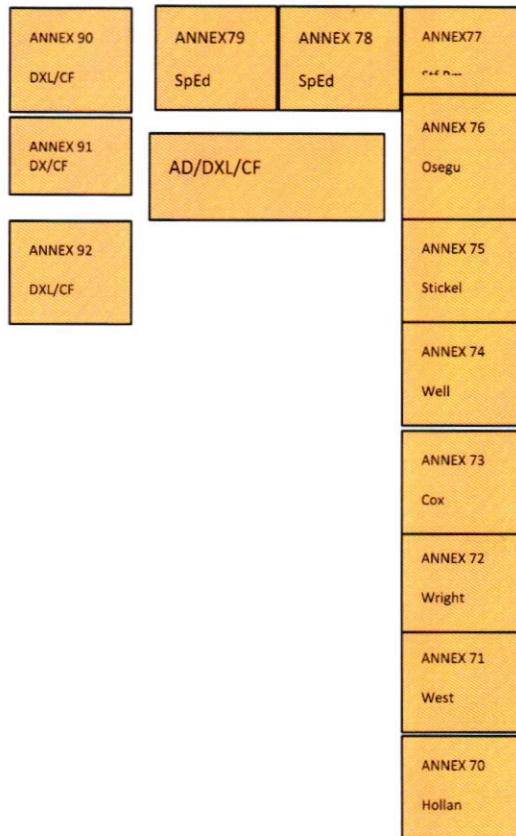 ANNEX 90
DXL/CF
ANNEX79
SpEd
ANNEX 78
SpEd
ANNEX77
ANNEX 91
DX/CF
AD/DXL/CF
ANNEX 76
Osegu
ANNEX 92
DXL/CF
ANNEX 75
Stickel
ANNEX 74
Well
ANNEX 73
Cox
ANNEX 72
Wright
ANNEX 71
West
ANNEX 70
Hollan